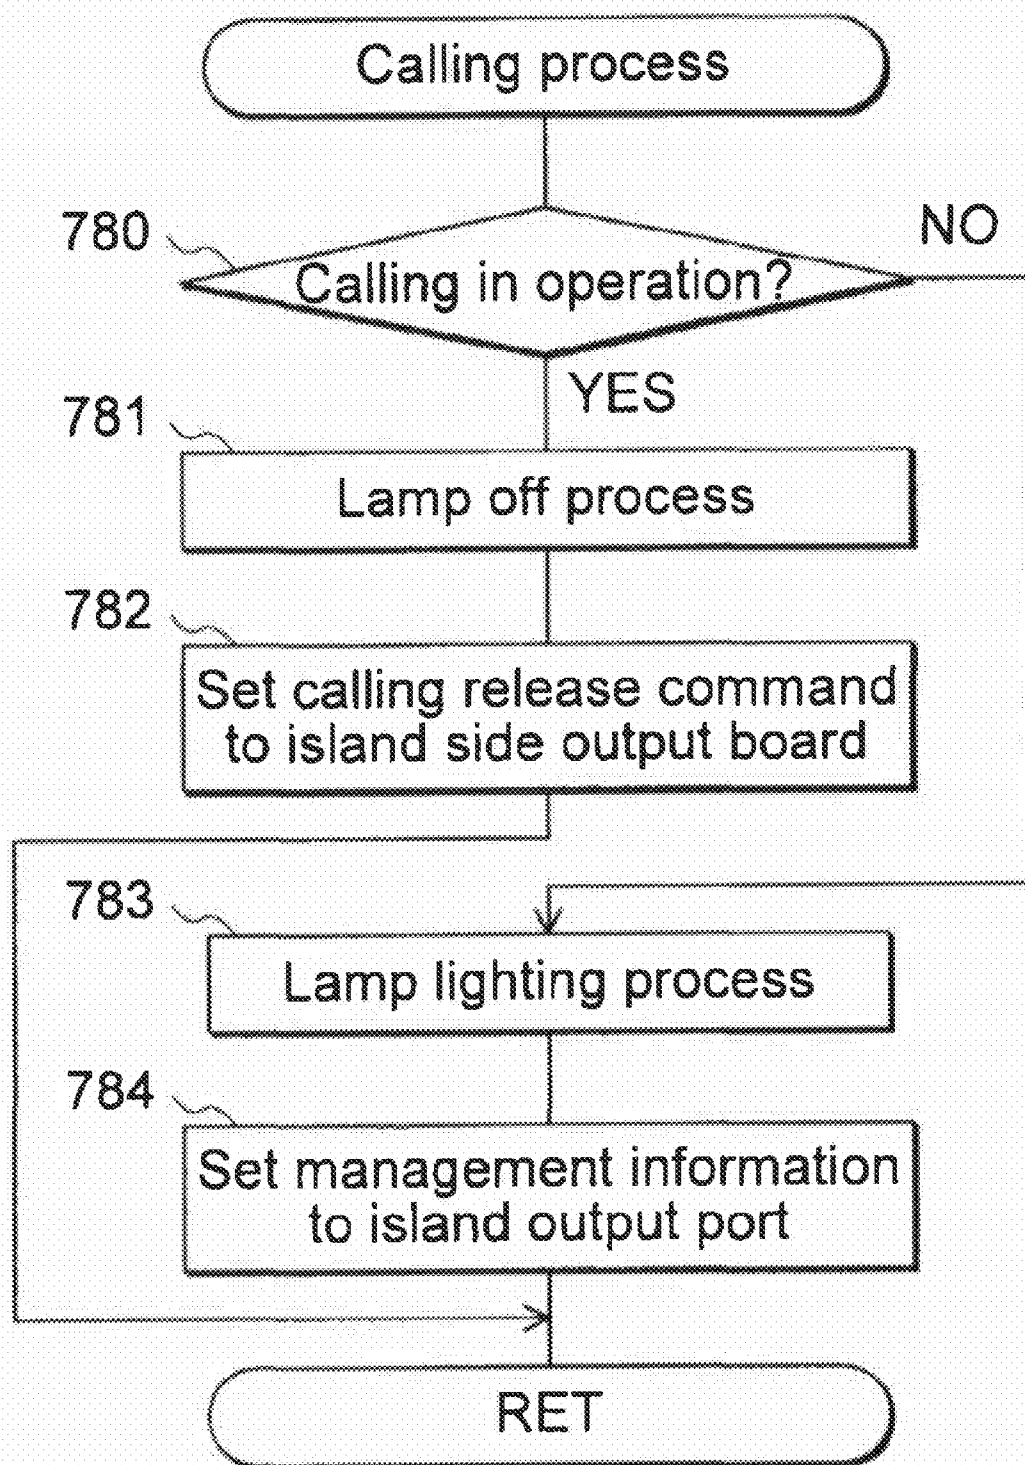 Calling process
780
NO
Calling in operation?
YES
781
Lamp off process
782
Set calling release command
to island side output board
783
Lamp lighting process
784
Set management information
to island output port
RET